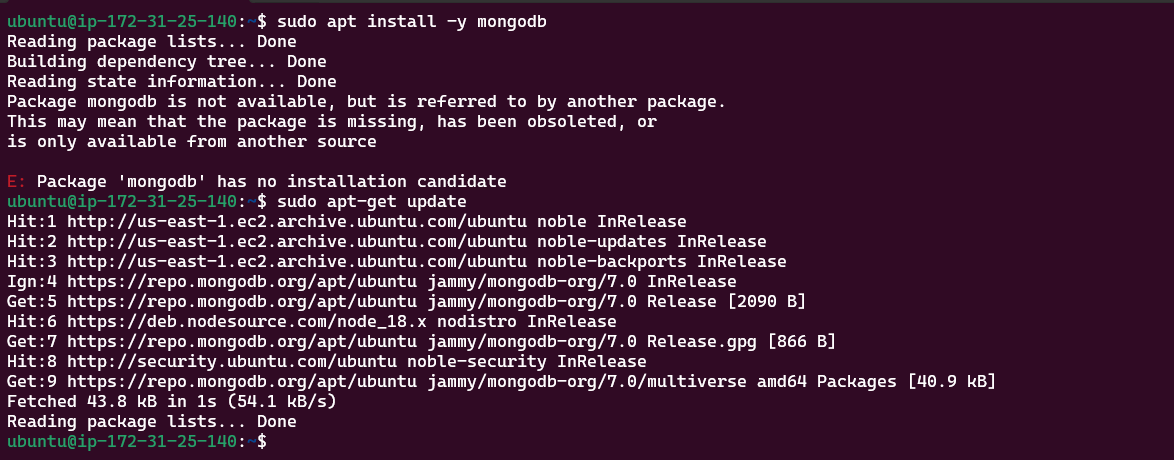 ubuntu@ip-172-31-25-140:~$ sudo apt install -y mongodb
Reading package lists... Done
Building dependency tree... Done
Reading state information... Done
Package mongodb is not available, but is referred to by another package.
This may mean that the package is missing, has been obsoleted, or
is only available from another source

E: Package 'mongodb' has no installation candidate
ubuntu@ip-172-31-25-140:~$ sudo apt-get update
Hit:1 http://us-east-1.ec2.archive.ubuntu.com/ubuntu noble InRelease
Hit:2 http://us-east-1.ec2.archive.ubuntu.com/ubuntu noble-updates InRelease
Hit:3 http://us-east-1.ec2.archive.ubuntu.com/ubuntu noble-backports InRelease
Ign:4 https://repo.mongodb.org/apt/ubuntu jammy/mongodb-org/7.0 InRelease
Get:5 https://repo.mongodb.org/apt/ubuntu jammy/mongodb-org/7.0 Release [2090 B]
Hit:6 https://deb.nodesource.com/node_18.x nodistro InRelease
Get:7 https://repo.mongodb.org/apt/ubuntu jammy/mongodb-org/7.0 Release.gpg [866 B]
Hit:8 http://security.ubuntu.com/ubuntu noble-security InRelease
Get:9 https://repo.mongodb.org/apt/ubuntu jammy/mongodb-org/7.0/multiverse amd64 Packages [40.9 kB]
Fetched 43.8 kB in 1s (54.1 kB/s)
Reading package lists... Done
ubuntu@ip-172-31-25-140:~$